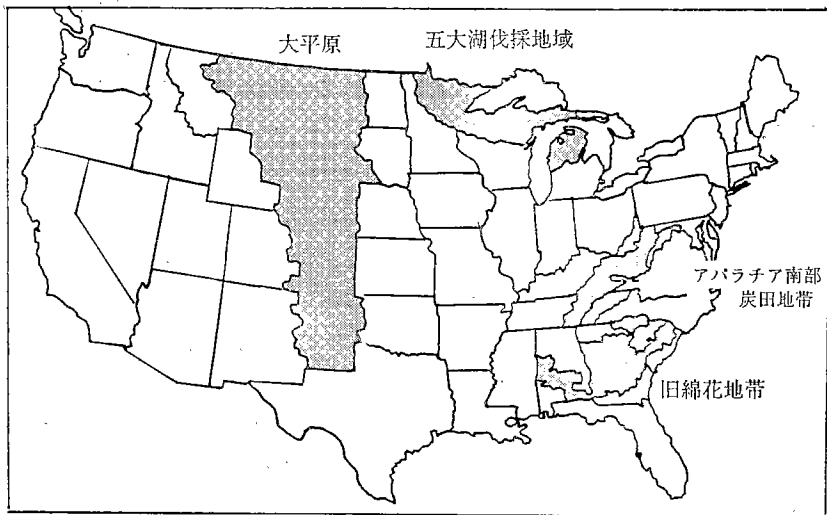 大平原
五大湖伐採地域
アパラチア南部
炭田地帯
旧綿花地帯